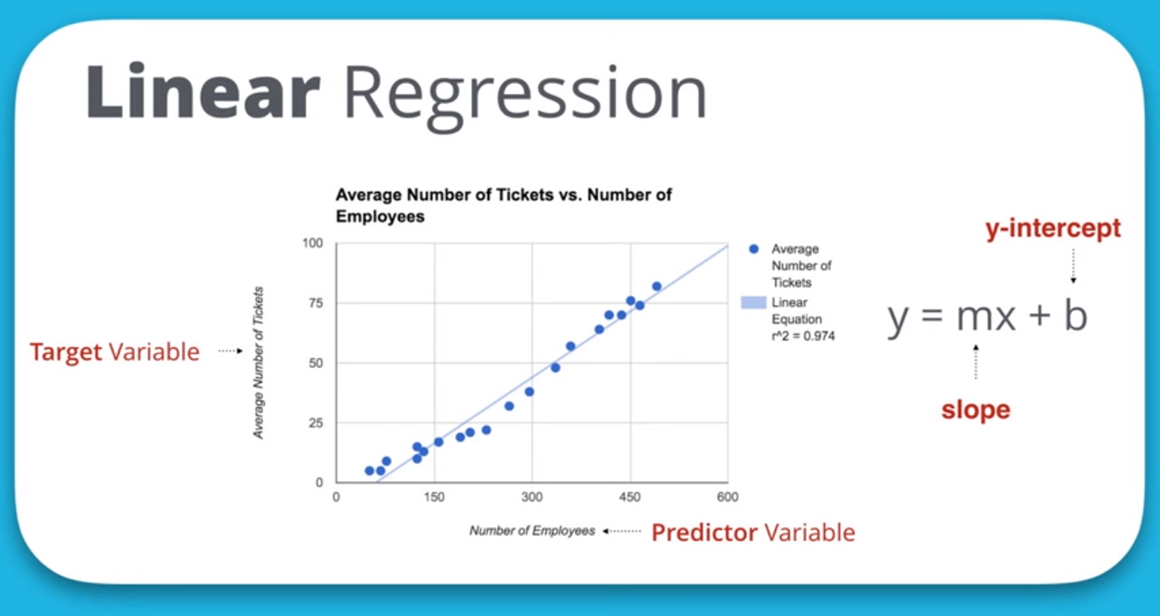 Linear Regression
Average Number of Tickets vs. Number of
Employees
100
75
50
25
0
0
150
300
450
600
Average Number of Tickets
Number of Employees
Average
Number of
Tickets
Linear
Equation
r^2 = 0.974
Target Variable
Predictor Variable
y-intercept
y = mx + b
slope